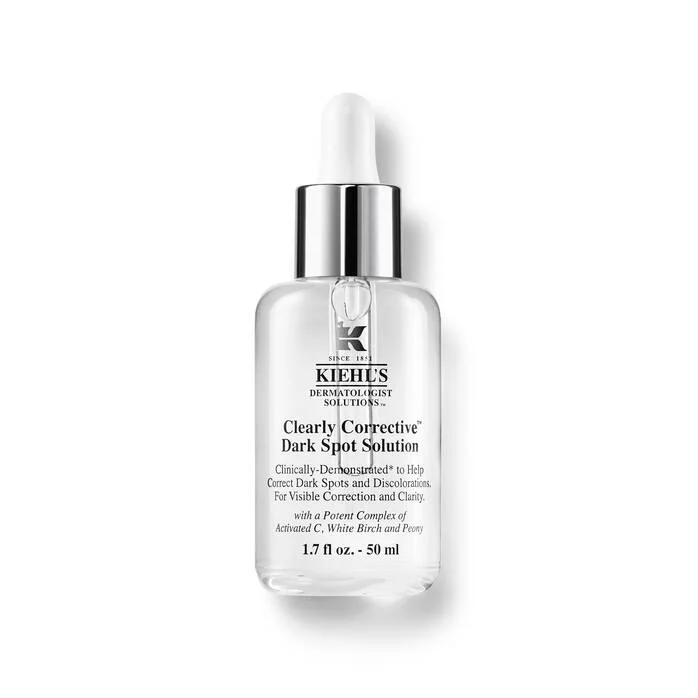 K
SINCE 1851
KIEHL'S
DERMATOLOGIST
SOLUTIONS™
Clearly Corrective™
Dark Spot Solution
Clinically-Demonstrated* to Help
Correct Dark Spots and Discolorations.
For Visible Correction and Clarity.
with a Potent Complex of
Activated C, White Birch and Peony
1.7 fl oz. - 50 ml